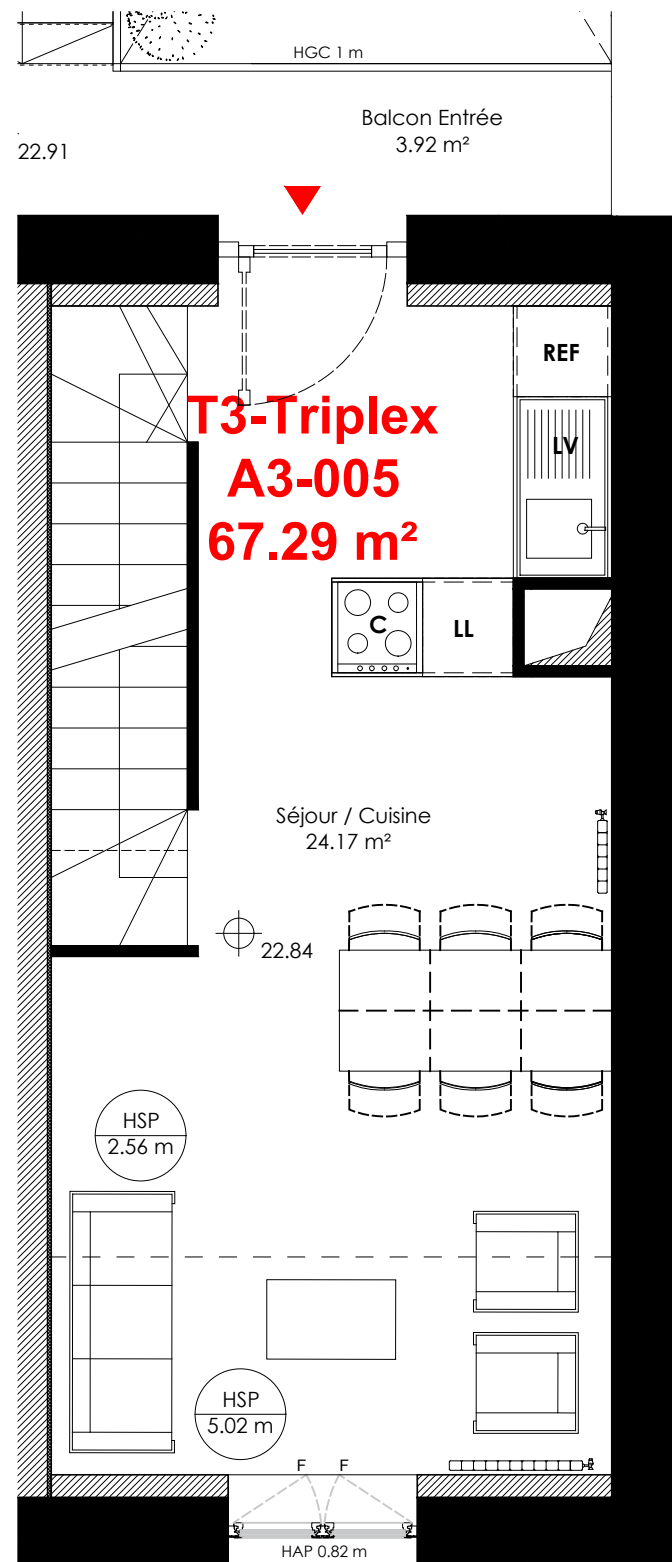 HGC 1 m
Balcon Entrée
3.92 m²
22.91
REF
LV
T3-Triplex
A3-005
67.29 m²
C
LL
Séjour / Cuisine
24.17 m²
22.84
HSP
2.56 m
HSP
5.02 m
F F
HAP 0.82 m